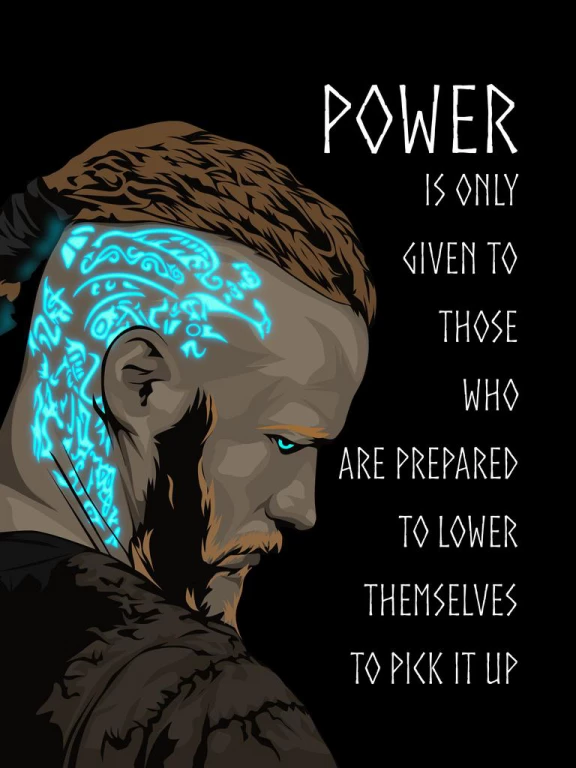 POWER
IS ONLY
GIVEN TO
THOSE
WHO
ARE PREPARED
TO LOWER
THEMSELVES
TO PICK IT UP